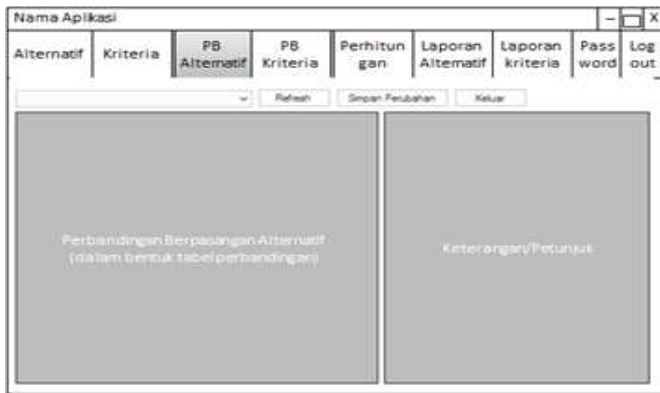 Nama Aplikasi – X
Alternatif Kriteria PB Alternatif PB Kriteria Perhitun gan Laporan Alternatif Laporan kriteria Pass word Log out
Refresh Simpan Perubahan Keluar
Perbandingan Berpasangan Alternatif
(dalam bentuk tabel perbandingan)
Keterangan/Petunjuk